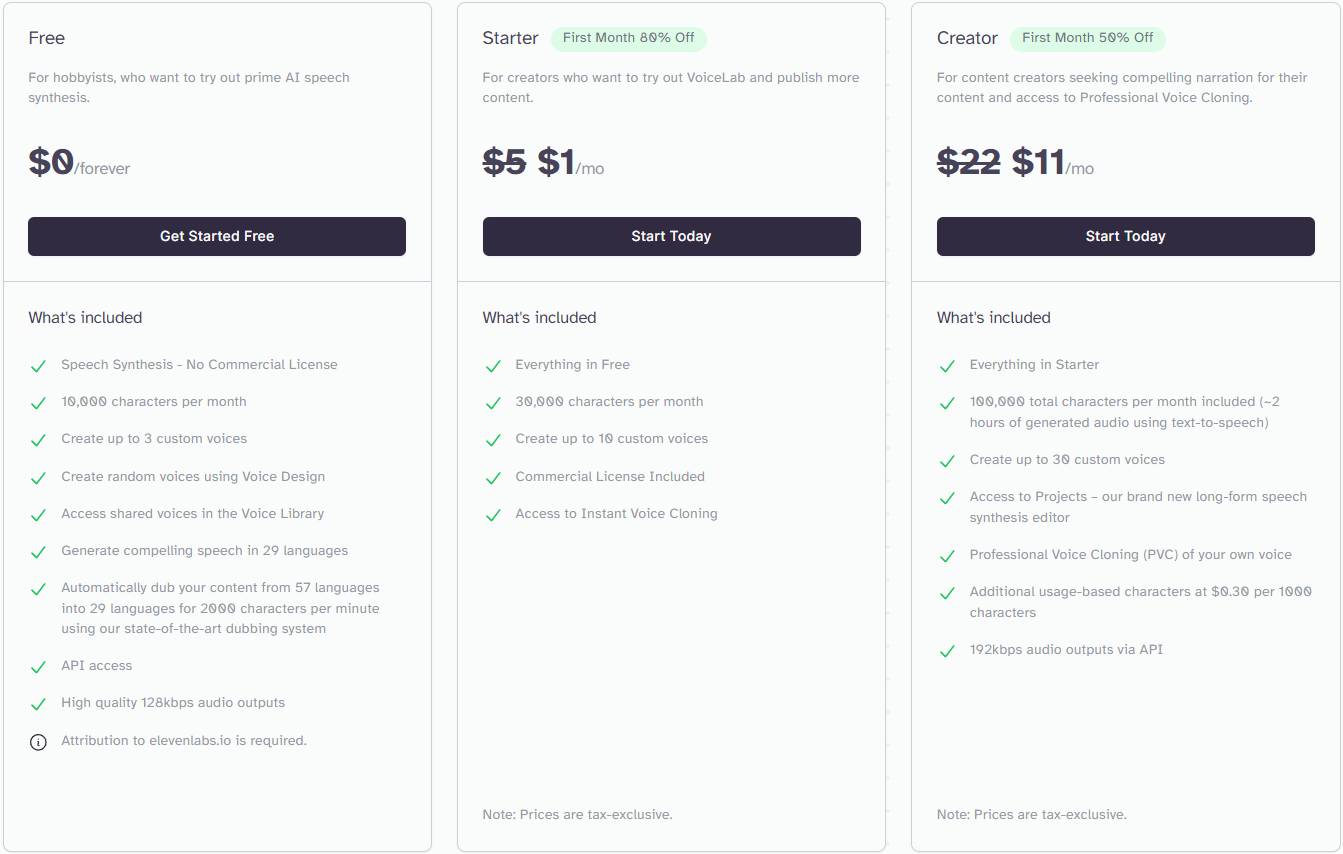 Free
For hobbyists, who want to try out prime AI speech
synthesis.
$0/forever
Get Started Free
What's included
Speech Synthesis - No Commercial License
10,000 characters per month
Create up to 3 custom voices
Create random voices using Voice Design
Access shared voices in the Voice Library
Generate compelling speech in 29 languages
Automatically dub your content from 57 languages
into 29 languages for 2000 characters per minute
using our state-of-the-art dubbing system
API access
High quality 128kbps audio outputs
Attribution to elevenlabs.io is required.
Starter First Month 80% Off
For creators who want to try out VoiceLab and publish more
content.
$5 $1/mo
Start Today
What's included
Everything in Free
30,000 characters per month
Create up to 10 custom voices
Commercial License Included
Access to Instant Voice Cloning
Note: Prices are tax-exclusive.
Creator First Month 50% Off
For content creators seeking compelling narration for their
content and access to Professional Voice Cloning.
$22 $11/mo
Start Today
What's included
Everything in Starter
100,000 total characters per month included (~2
hours of generated audio using text-to-speech)
Create up to 30 custom voices
Access to Projects – our brand new long-form speech
synthesis editor
Professional Voice Cloning (PVC) of your own voice
Additional usage-based characters at $0.30 per 1000
characters
192kbps audio outputs via API
Note: Prices are tax-exclusive.